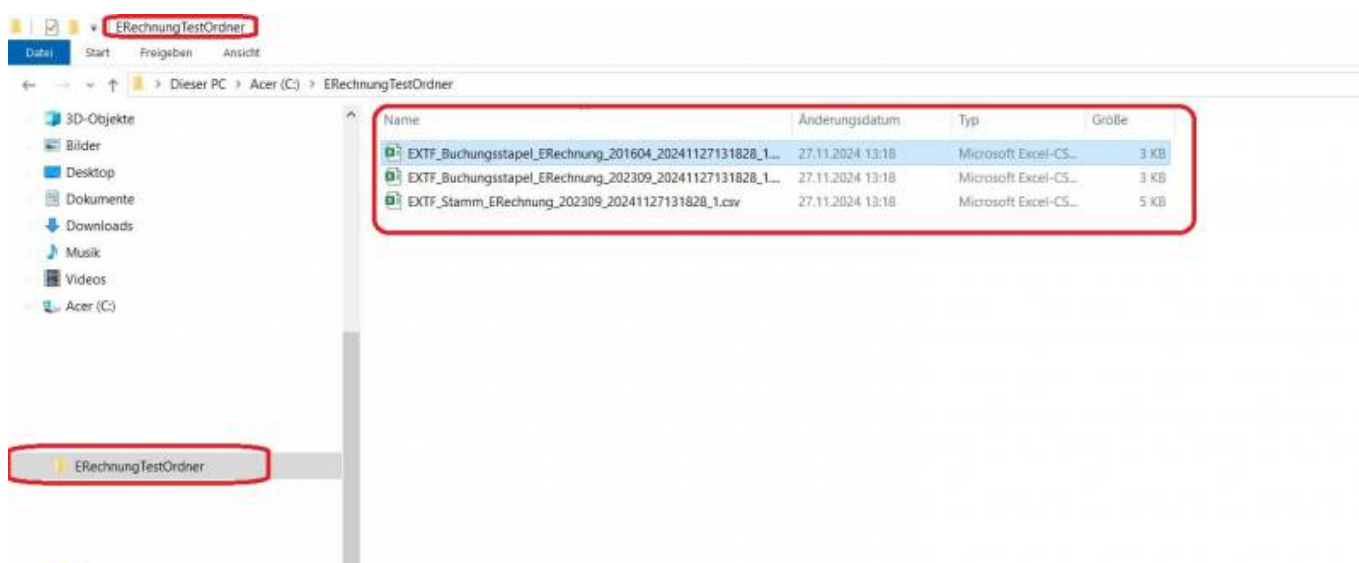 ERechnungTestOrdner
Datei Start Freigeben Ansicht
Dieser PC > Acer (C:) > ERechnungTestOrdner
3D-Objekte
Bilder
Desktop
Dokumente
Downloads
Musik
Videos
Acer (C:)
ERechnungTestOrdner
Name Änderungsdatum Typ Größe
EXTF_Buchungsstapel_ERechnung_201604_20241127131828_1... 27.11.2024 13:18 Microsoft Excel-CS... 3 KB
EXTF_Buchungsstapel_ERechnung_202309_20241127131828_1... 27.11.2024 13:18 Microsoft Excel-CS... 3 KB
EXTF_Stamm_ERechnung_202309_20241127131828_1.csv 27.11.2024 13:18 Microsoft Excel-CS... 5 KB